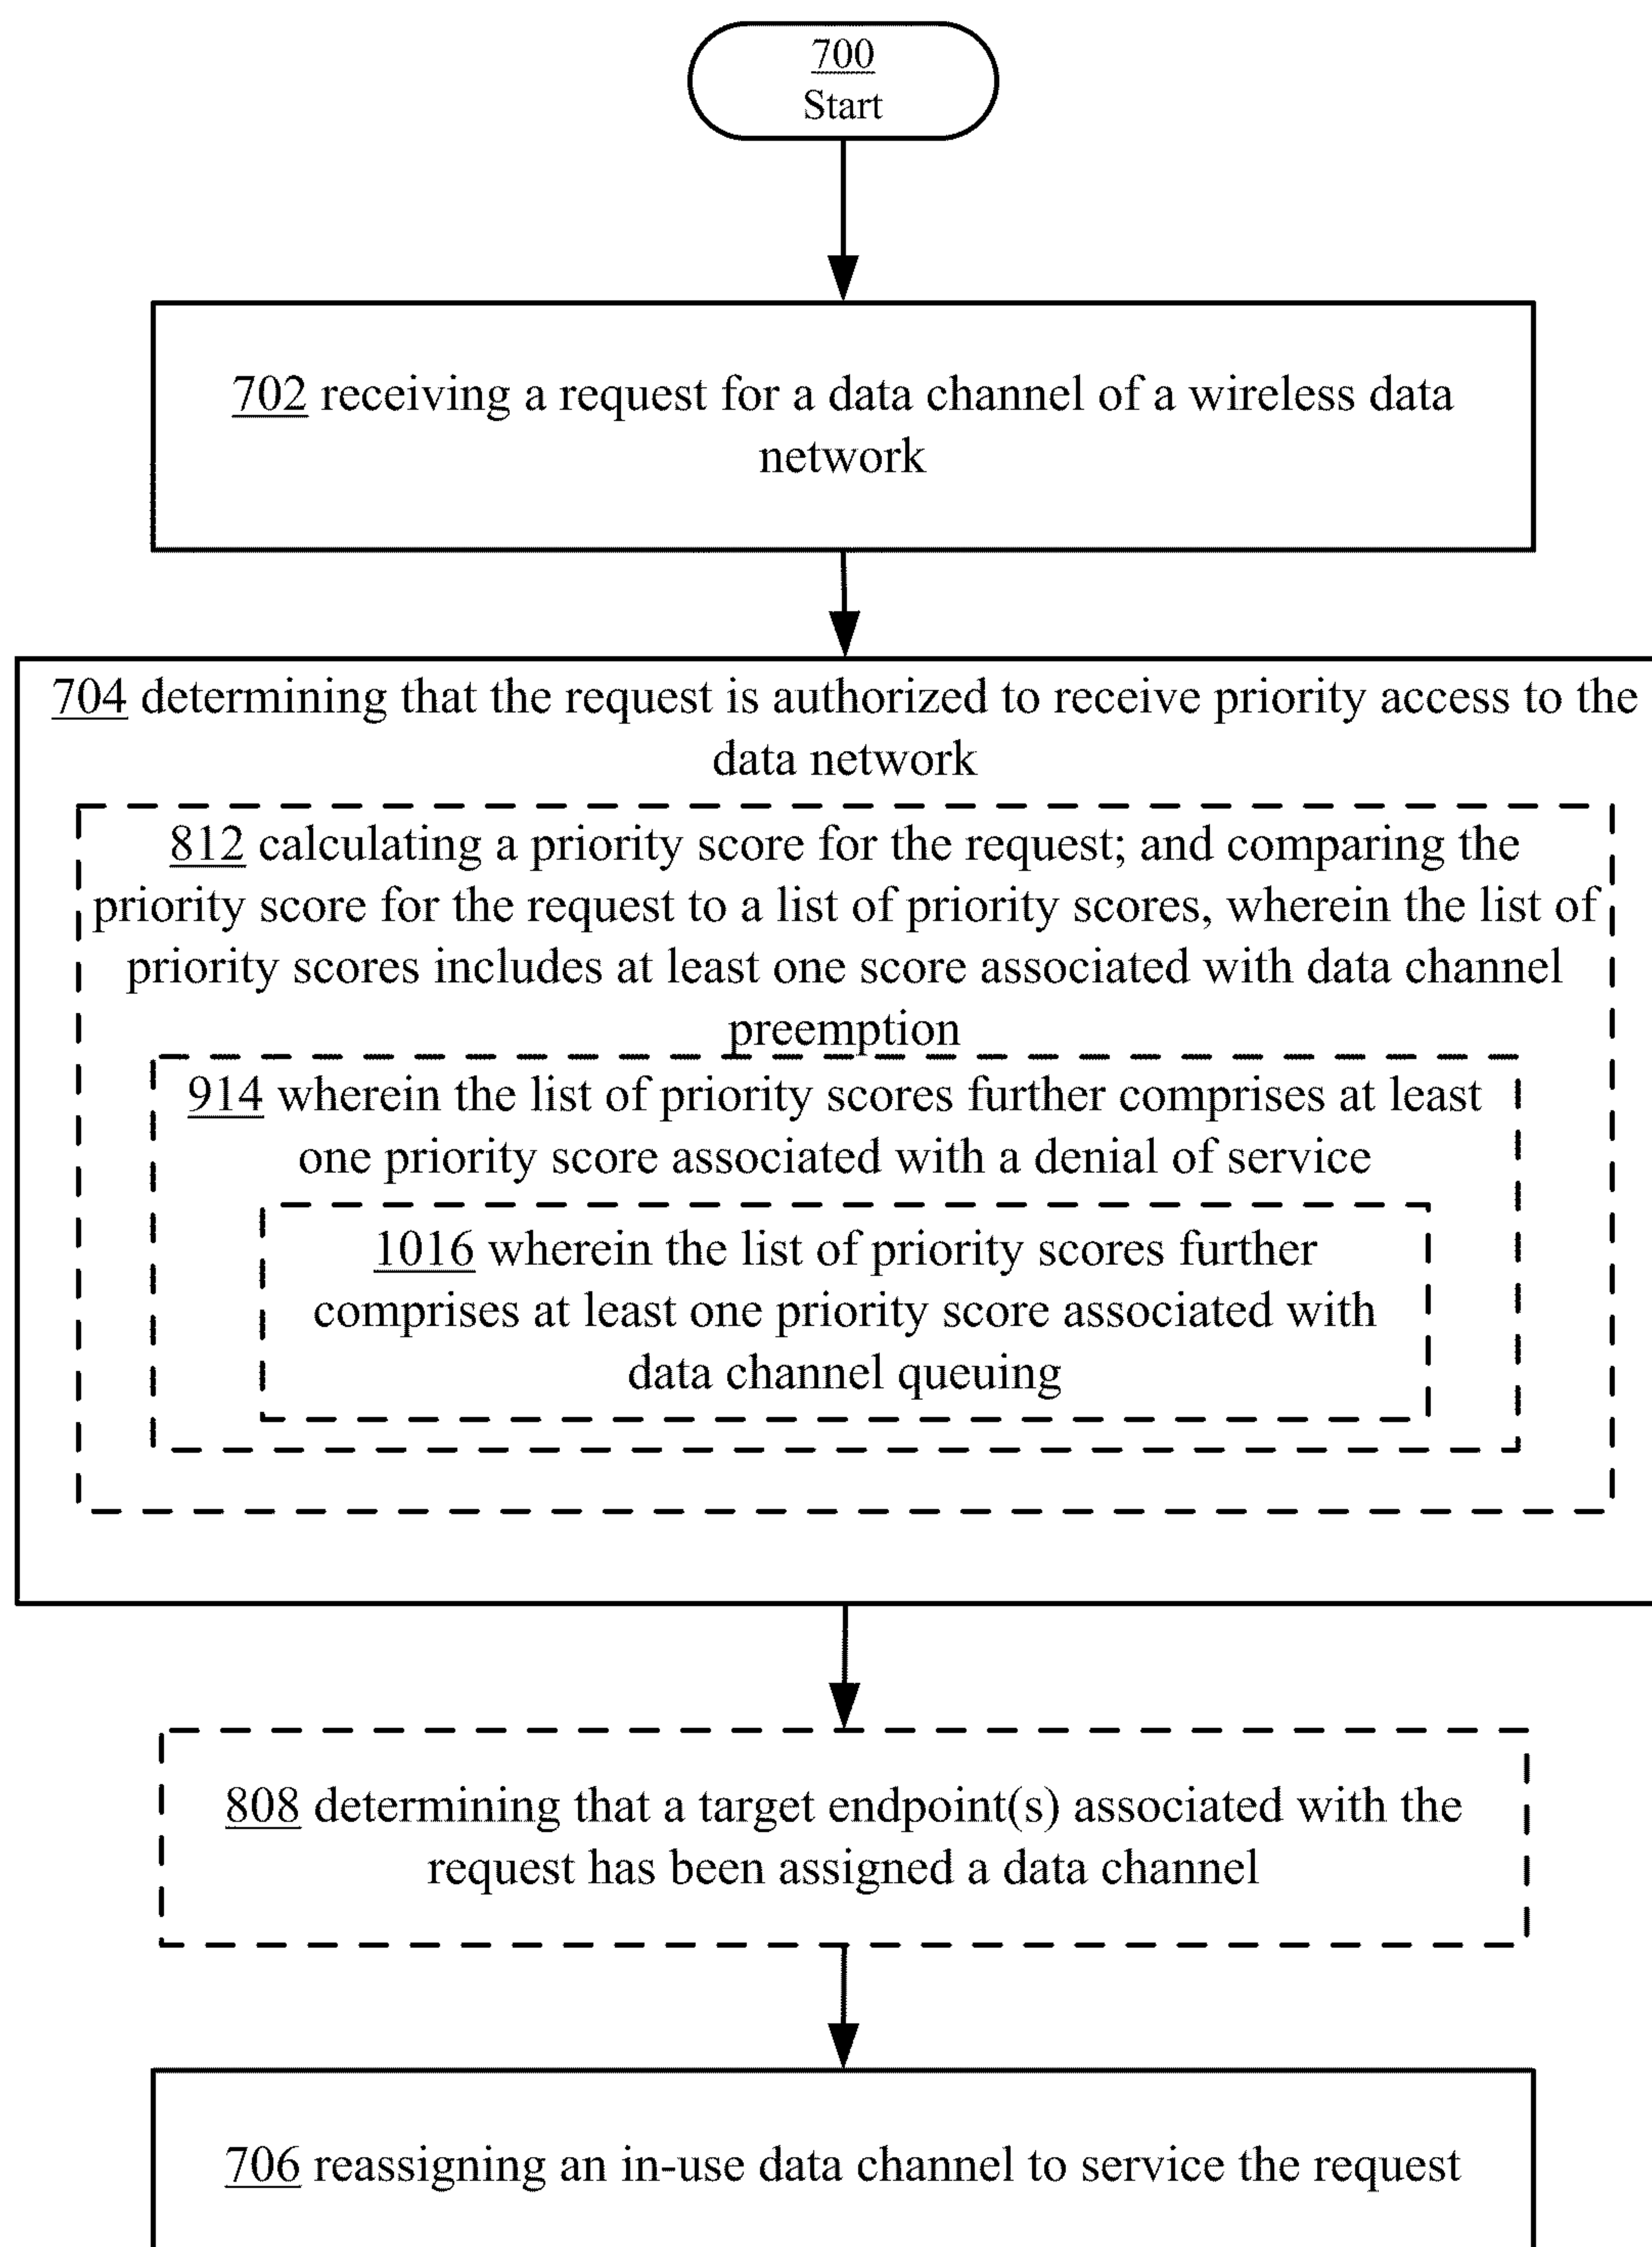 700
Start
702 receiving a request for a data channel of a wireless data
network
704 determining that the request is authorized to receive priority access to the
data network
812 calculating a priority score for the request; and comparing the
priority score for the request to a list of priority scores, wherein the list of
priority scores includes at least one score associated with data channel
preemption
914 wherein the list of priority scores further comprises at least
one priority score associated with a denial of service
1016 wherein the list of priority scores further
comprises at least one priority score associated with
data channel queuing
808 determining that a target endpoint(s) associated with the
request has been assigned a data channel
706 reassigning an in-use data channel to service the request